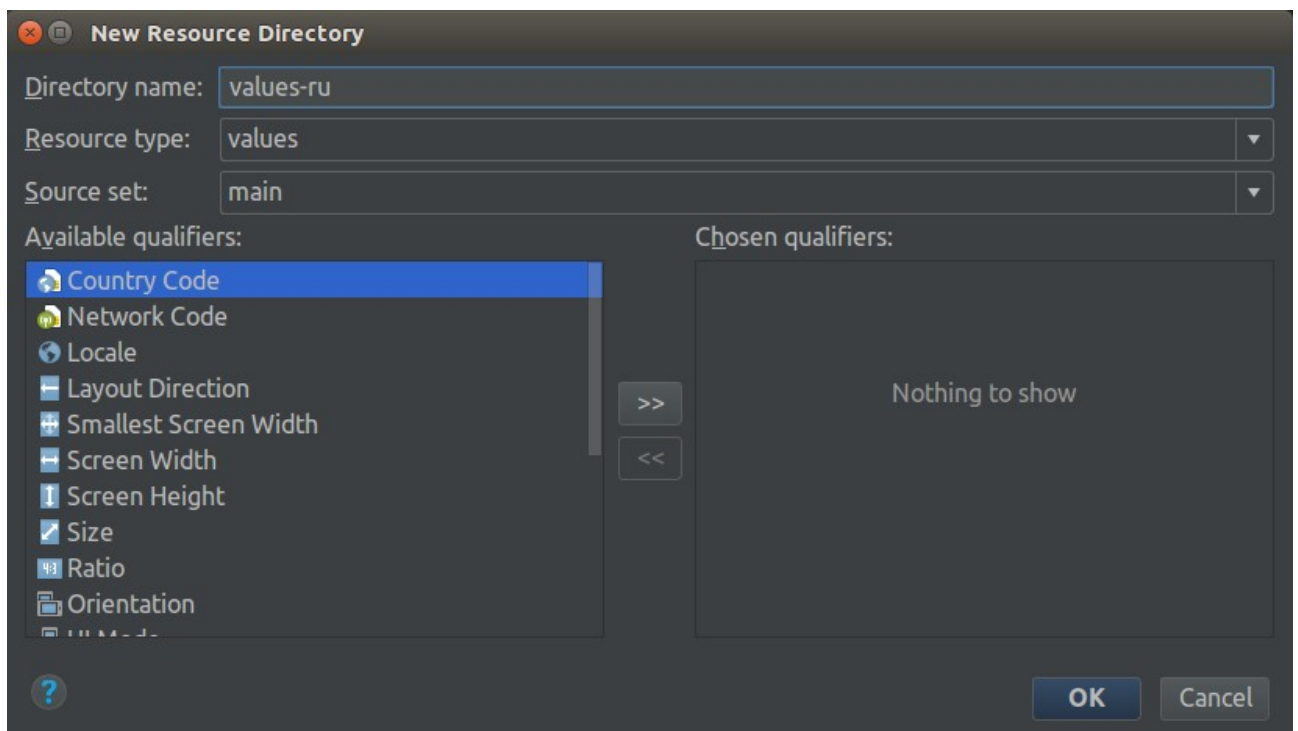 New Resource Directory
Directory name: values-ru
Resource type: values
Source set: main
Available qualifiers:
Chosen qualifiers:
Country Code
Network Code
Locale
Layout Direction
Smallest Screen Width
Screen Width
Screen Height
Size
Ratio
Orientation
UI Mode
Nothing to show
>>
<<
?
OK
Cancel